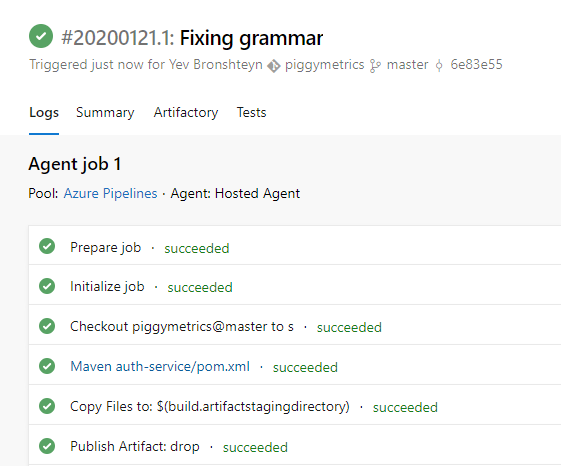 #20200121.1: Fixing grammar
Triggered just now for Yev Bronshteyn piggymetrics master 6e83e55
Logs Summary Artifactory Tests
Agent job 1
Pool: Azure Pipelines · Agent: Hosted Agent
Prepare job · succeeded
Initialize job · succeeded
Checkout piggymetrics@master to s · succeeded
Maven auth-service/pom.xml · succeeded
Copy Files to: $(build.artifactstagingdirectory) · succeeded
Publish Artifact: drop · succeeded